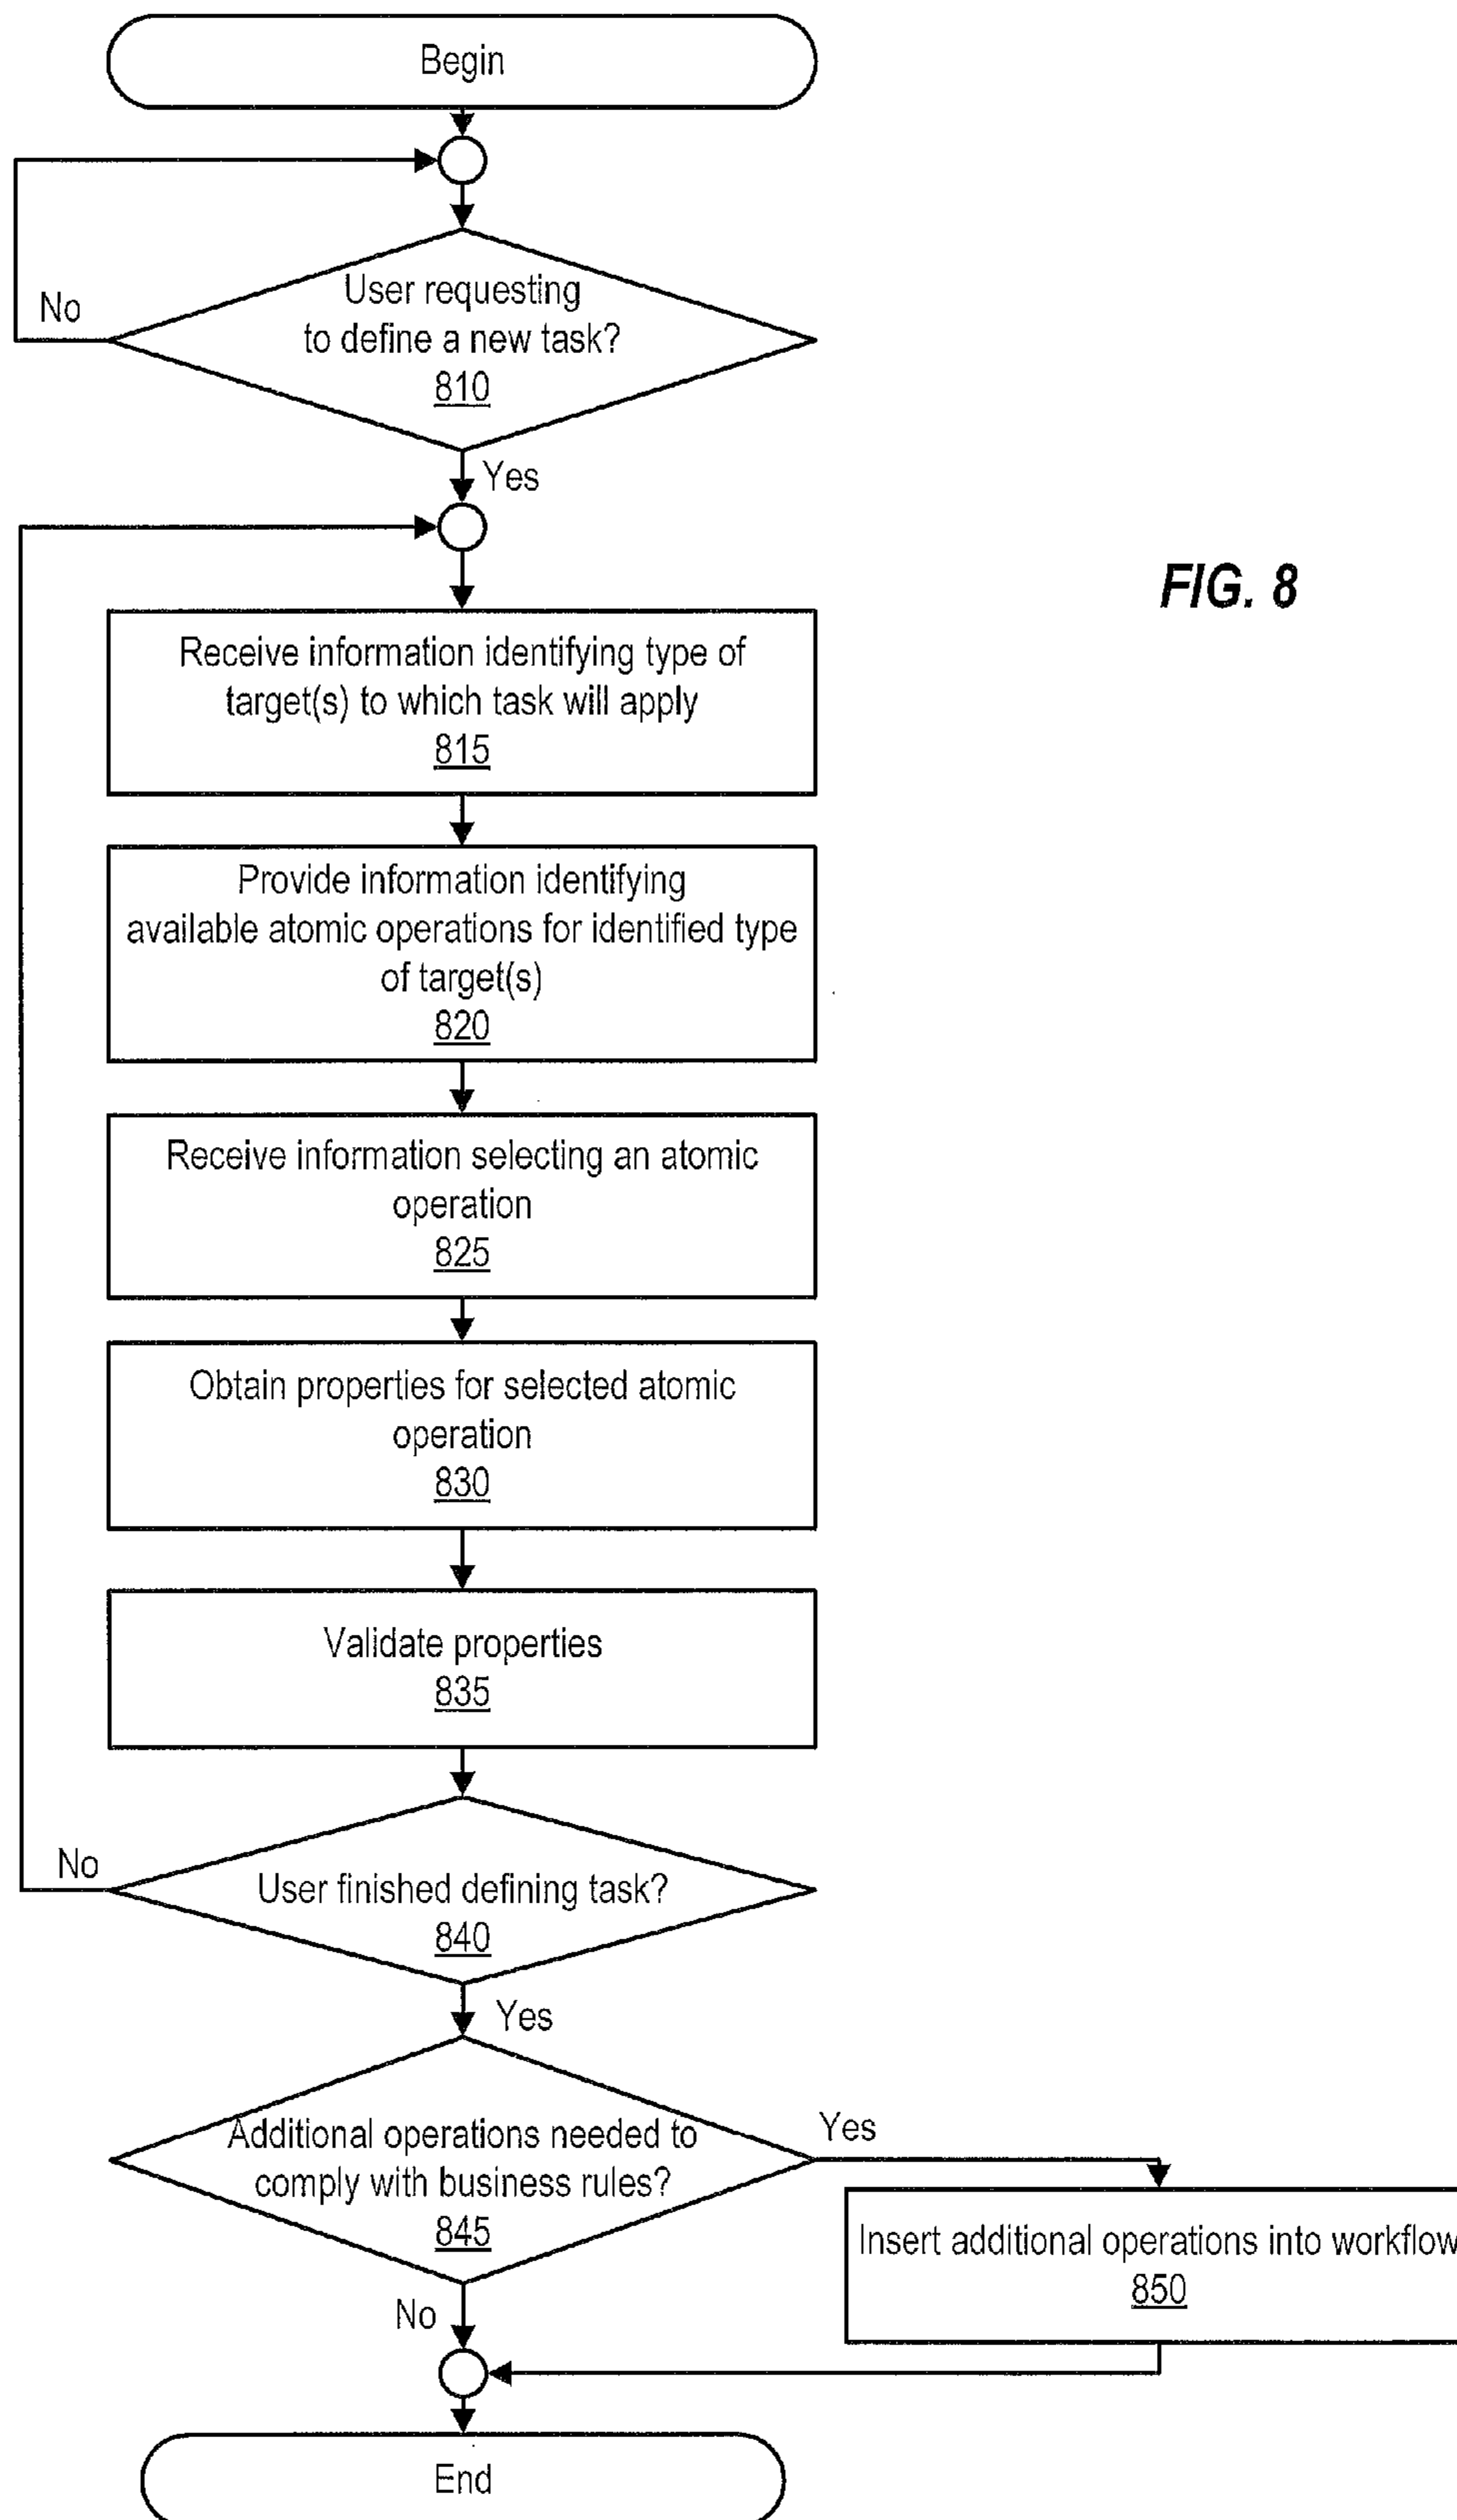 Begin
No
User requesting
to define a new task?
810
Yes
FIG. 8
Receive information identifying type of
target(s) to which task will apply
815
Provide information identifying
available atomic operations for identified type
of target(s)
820
Receive information selecting an atomic
operation
825
Obtain properties for selected atomic
operation
830
Validate properties
835
No
User finished defining task?
840
Yes
Additional operations needed to
comply with business rules?
845
Yes
Insert additional operations into workflow
850
No
End